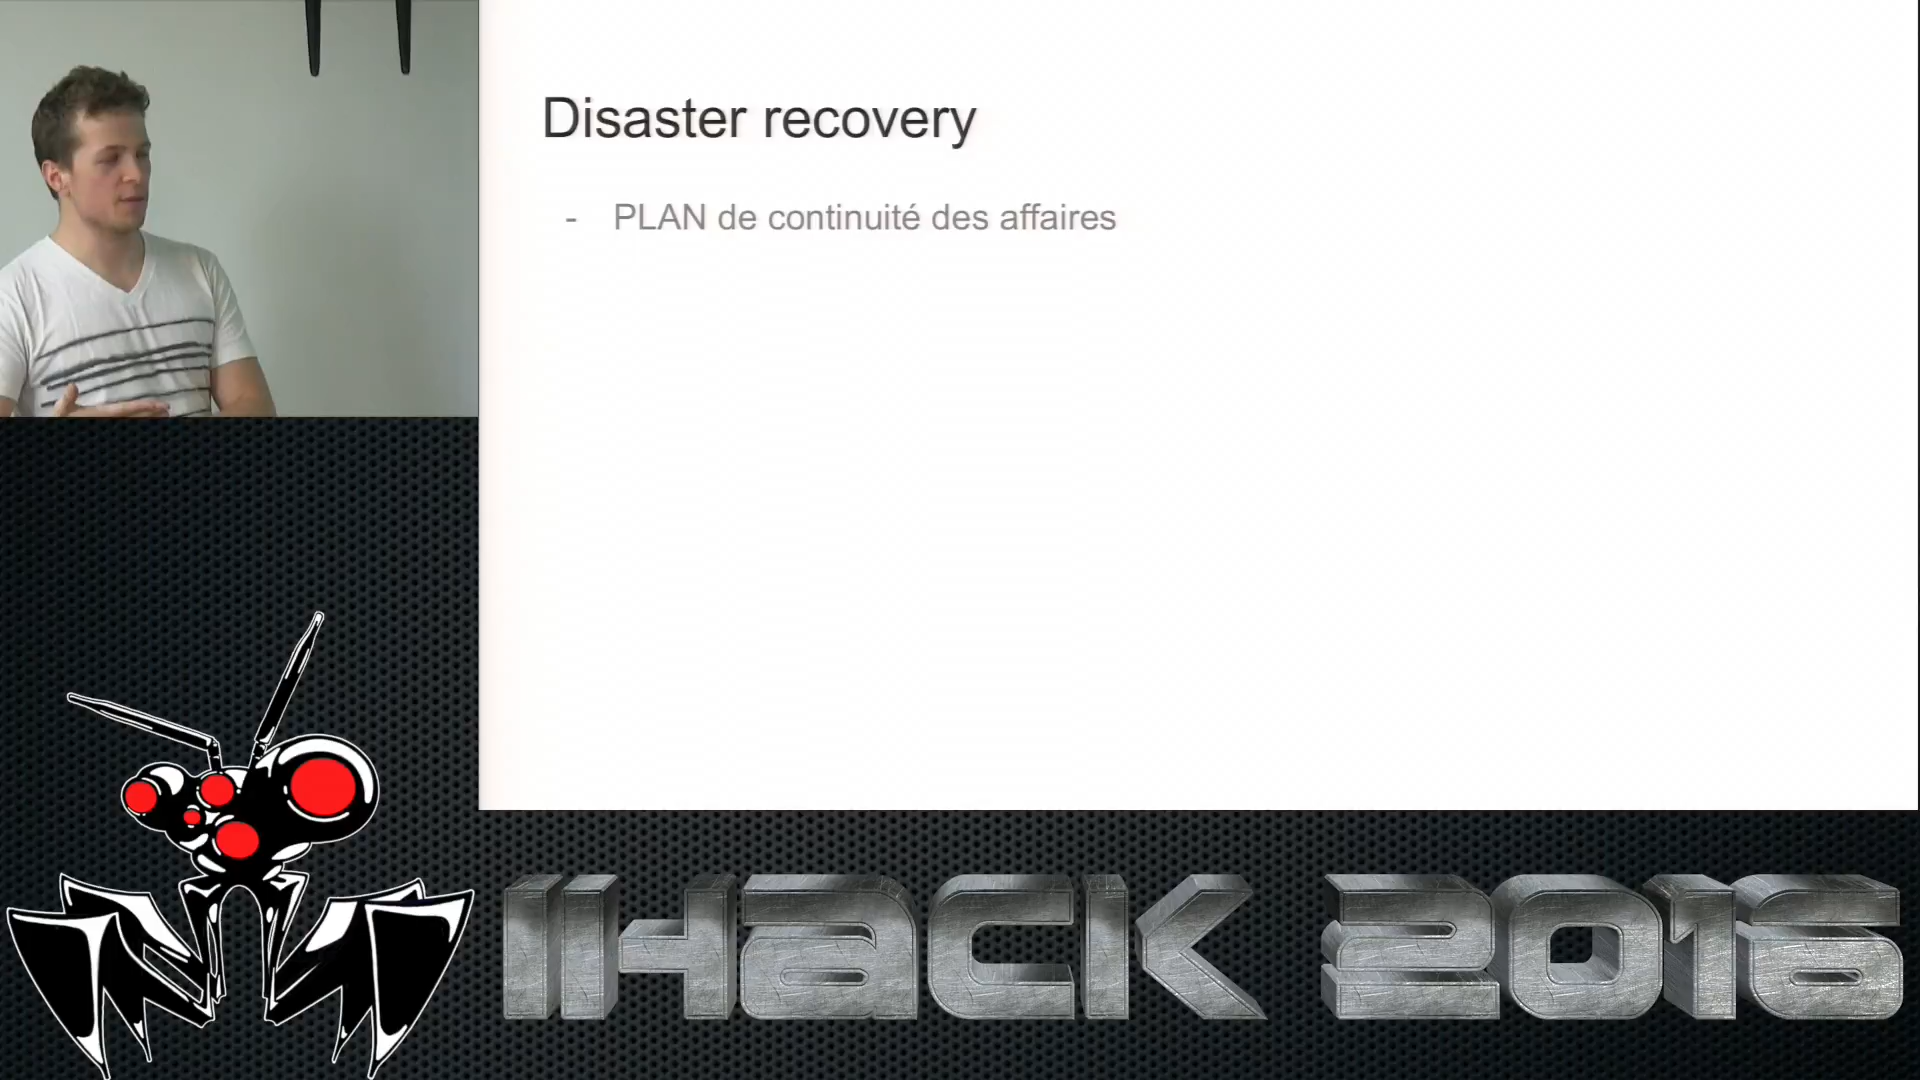 Disaster recovery
- PLAN de continuité des affaires
IHack 2016